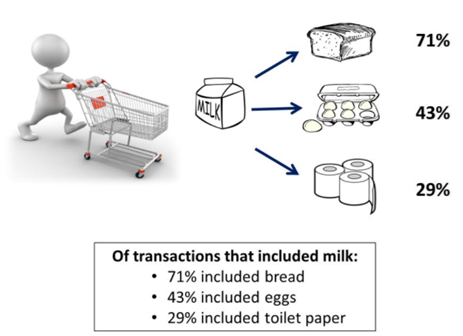 71%
MILK
43%
29%
Of transactions that included milk:
• 71% included bread
• 43% included eggs
• 29% included toilet paper